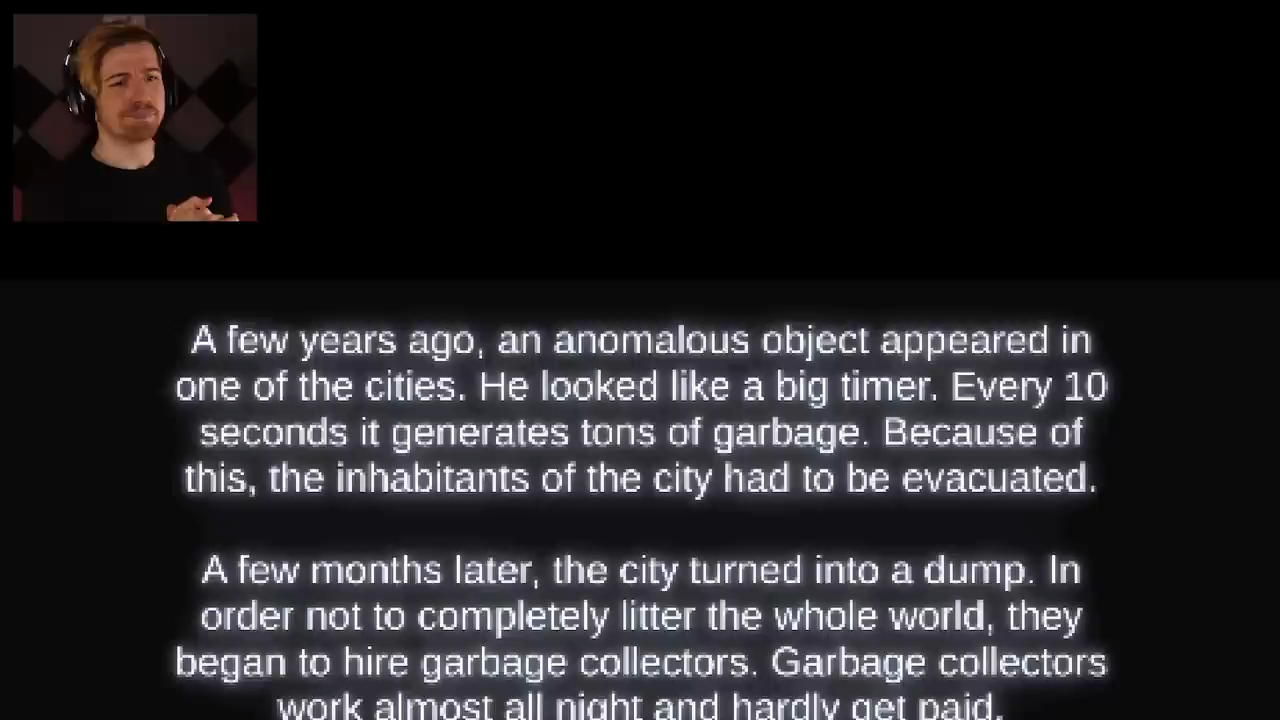 A few years ago, an anomalous object appeared in
one of the cities. He looked like a big timer. Every 10
seconds it generates tons of garbage. Because of
this, the inhabitants of the city had to be evacuated.
A few months later, the city turned into a dump. In
order not to completely litter the whole world, they
began to hire garbage collectors. Garbage collectors
work almost all night and hardly get paid.